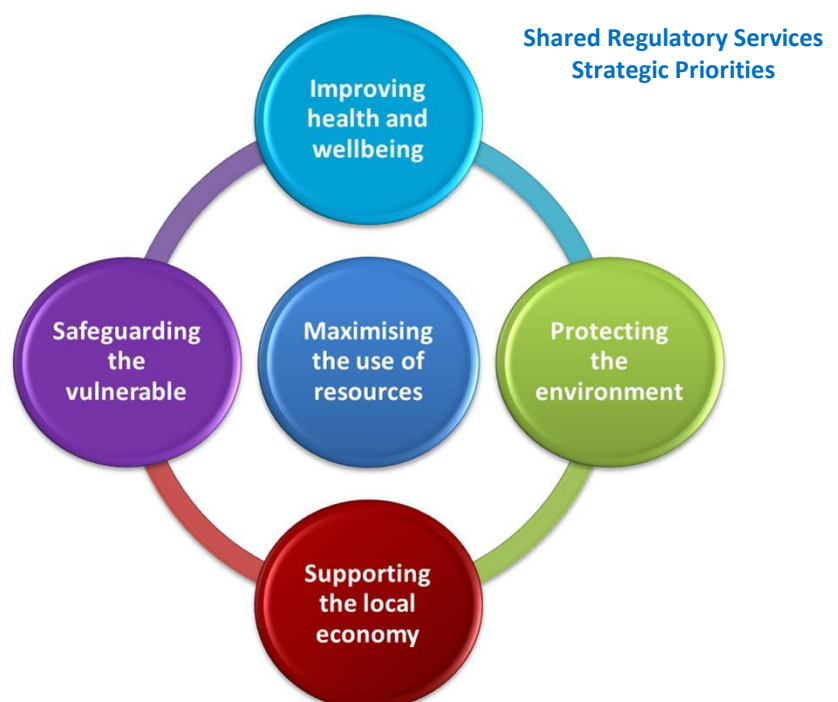 Shared Regulatory Services
Strategic Priorities
Improving
health and
wellbeing
Safeguarding
the
vulnerable
Maximising
the use of
resources
Protecting
the
environment
Supporting
the local
economy